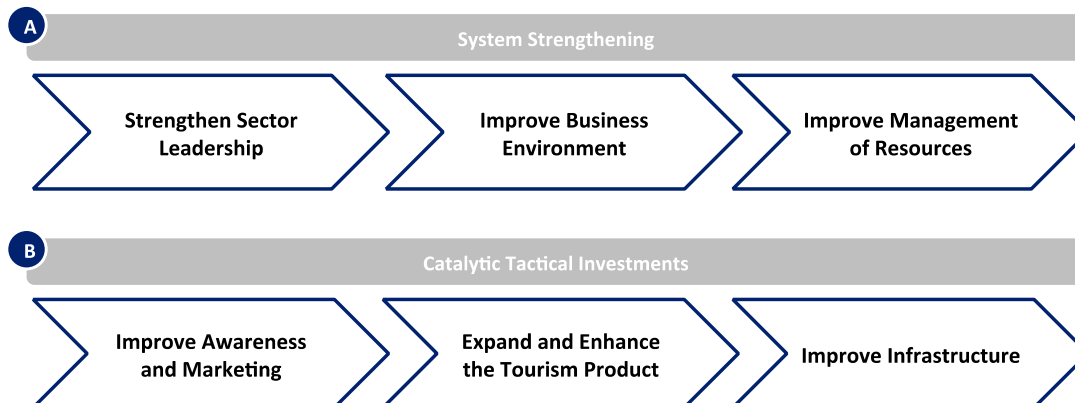 A
System Strengthening
Strengthen Sector
Leadership
Improve Business
Environment
Improve Management
of Resources
B
Catalytic Tactical Investments
Improve Awareness
and Marketing
Expand and Enhance
the Tourism Product
Improve Infrastructure